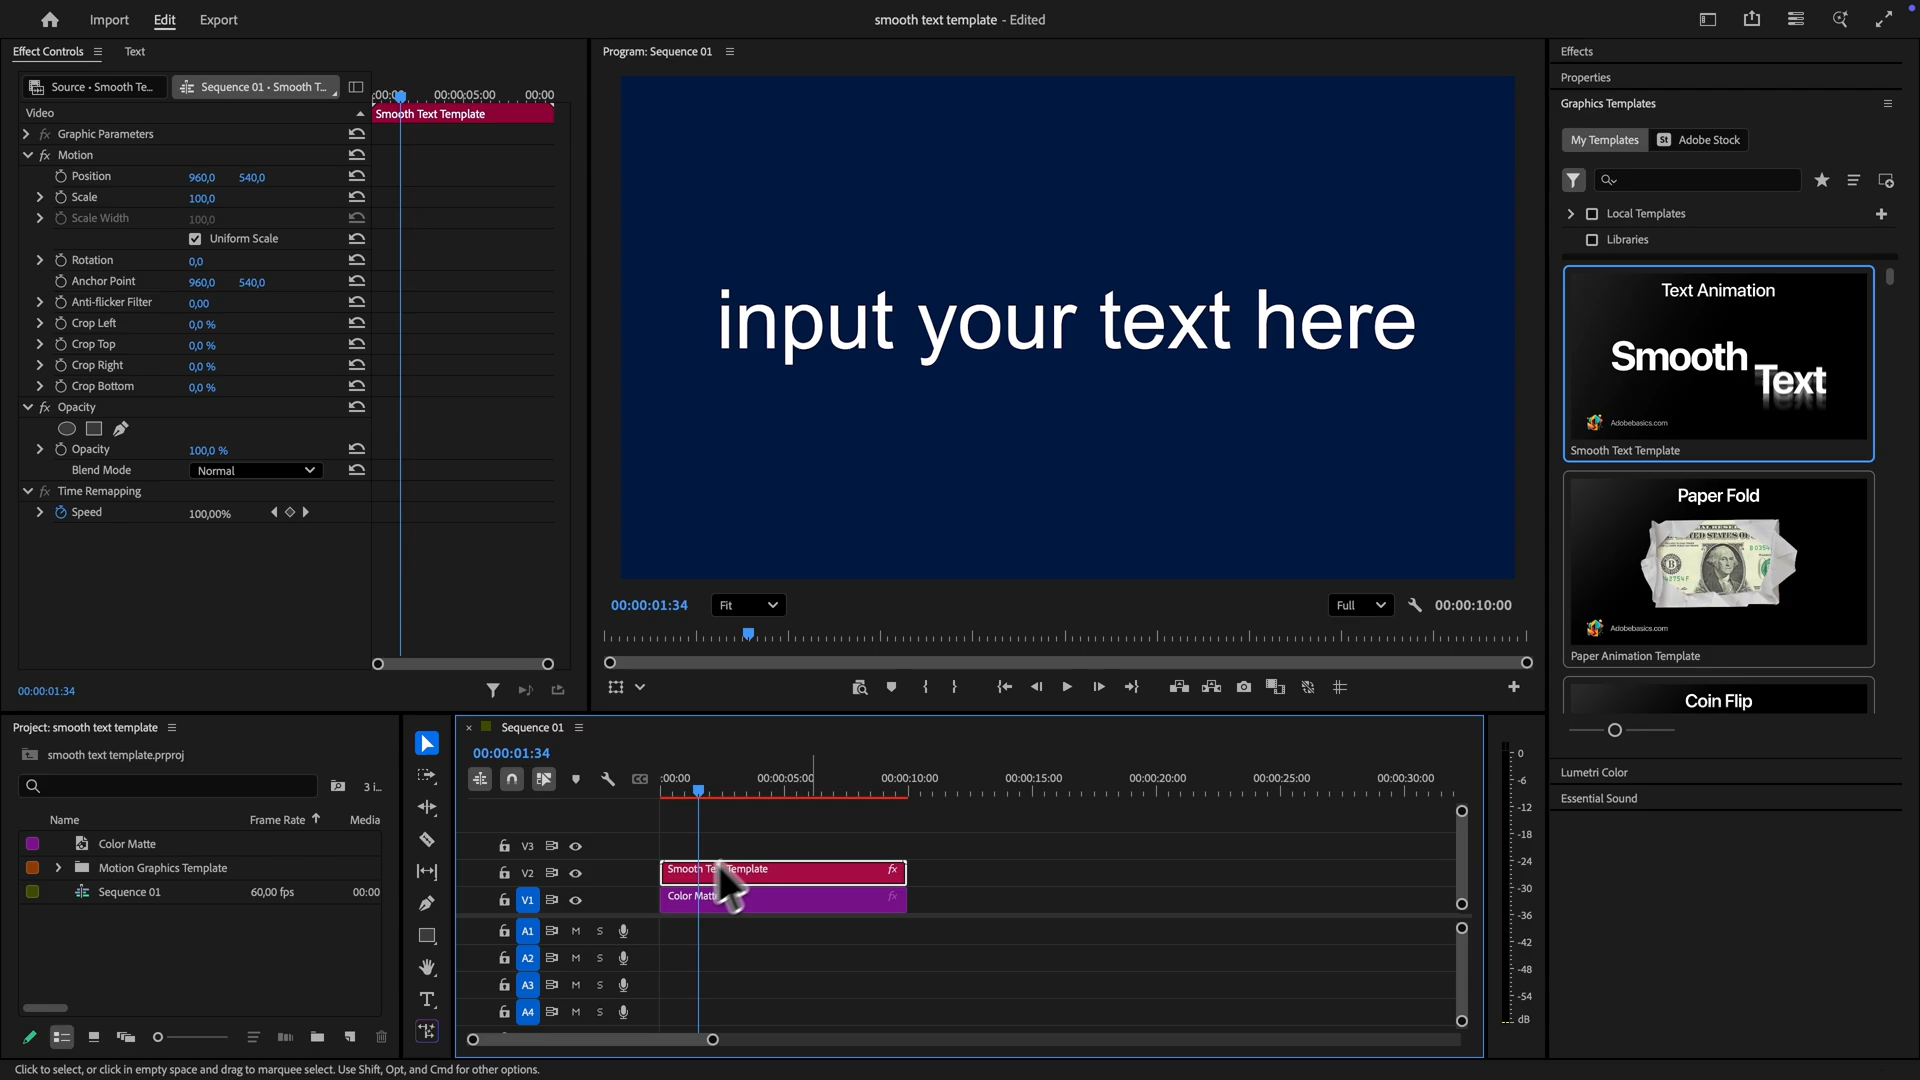 Import Edit Export
smooth text template - Edited
Effect Controls Text
Source • Smooth Te... Sequence 01 • Smooth T...
:00:00 00:00:05:00 00:00
Video
Smooth Text Template
fx Graphic Parameters
fx Motion
Position 960,0 540,0
Scale 100,0
Scale Width 100,0
Uniform Scale
Rotation 0,0
Anchor Point 960,0 540,0
Anti-flicker Filter 0,00
Crop Left 0,0 %
Crop Top 0,0 %
Crop Right 0,0 %
Crop Bottom 0,0 %
fx Opacity
Opacity 100,0 %
Blend Mode Normal
fx Time Remapping
Speed 100,00%
00:00:01:34
Program: Sequence 01
input your text here
00:00:01:34 Fit Full 00:00:10:00
Effects
Properties
Graphics Templates
My Templates St Adobe Stock
Local Templates
Libraries
Text Animation
Smooth
Text
Adobebasics.com
Smooth Text Template
Paper Fold
Adobebasics.com
Paper Animation Template
Coin Flip
Lumetri Color
Essential Sound
Project: smooth text template
smooth text template.prproj
3 i...
Name Frame Rate Media
Color Matte
Motion Graphics Template
Sequence 01 60,00 fps 00:00
× Sequence 01
00:00:01:34
CC
:00:00 00:00:05:00 00:00:10:00 00:00:15:00 00:00:20:00 00:00:25:00 00:00:30:00
V3
V2 Smooth Text Template fx
V1 Color Matte fx
A1 M S
A2 M S
A3 M S
A4 M S
0
-6
-12
-18
-24
-30
-36
-42
-48
-54
dB
Click to select, or click in empty space and drag to marquee select. Use Shift, Opt, and Cmd for other options.